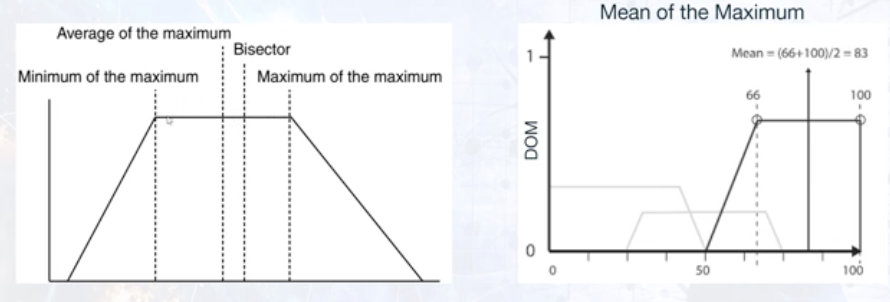 Average of the maximum
Bisector
Minimum of the maximum
Maximum of the maximum
Mean of the Maximum
Mean = (66+100)/2 = 83
1
66
100
DOM
0
0
50
100